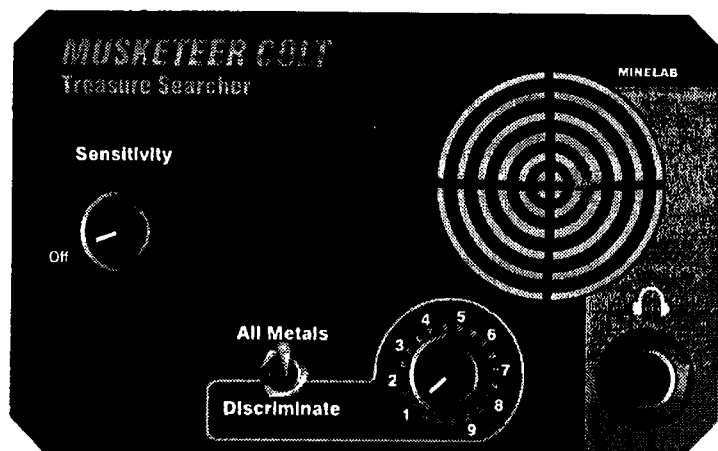 MUSKETEER COLT
Treasure Searcher
MINELAB
Sensitivity
Off
All Metals
Discriminate
1
2
3
4
5
6
7
8
9